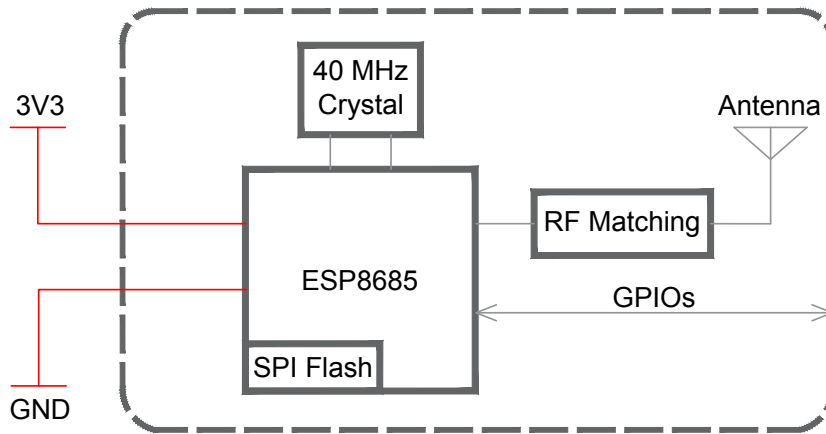 40 MHz
Crystal
3V3
Antenna
RF Matching
ESP8685
GPIOs
SPI Flash
GND